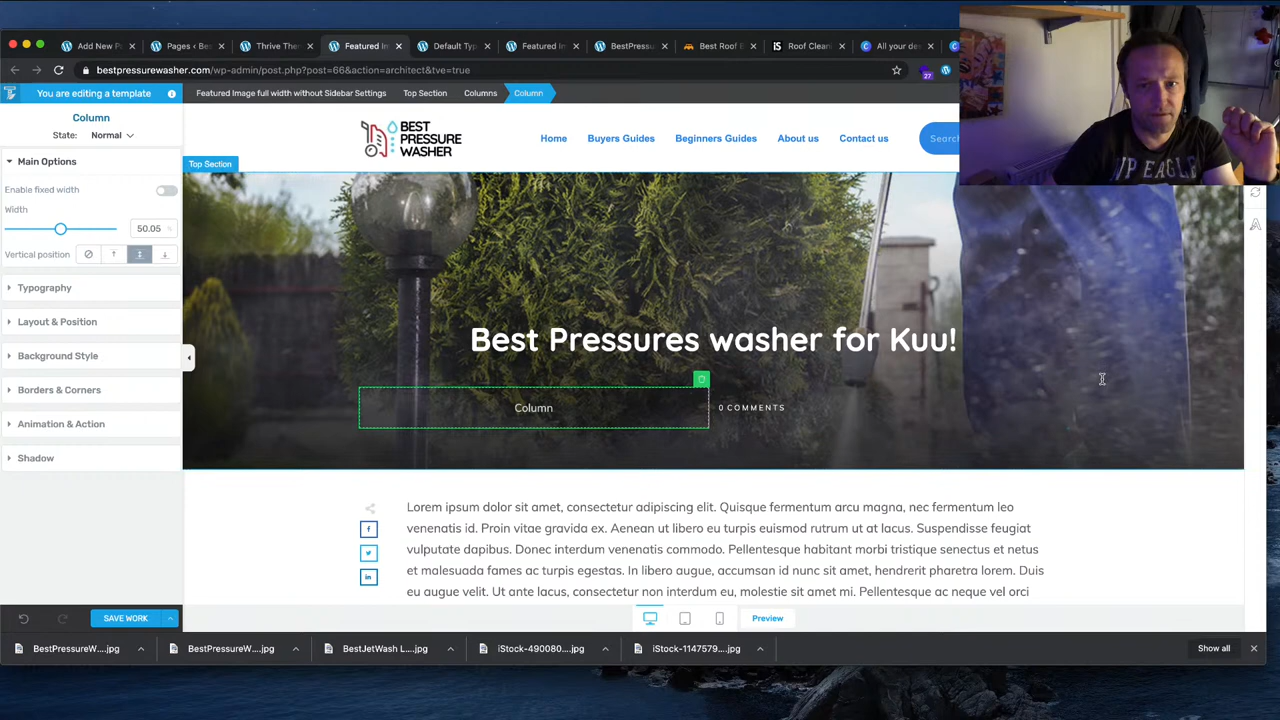 Add New P
Pages ‹ Bes
Thrive The
Featured In
Default Typ
Featured In
BestPressu
Best Roof B
Roof Clean
All your de
bestpressurewasher.com/wp-admin/post.php?post=66&action=architect&tve=true
27
You are editing a template
Featured Image full width without Sidebar Settings
Top Section
Columns
Column
Column
State: Normal
Main Options
Enable fixed width
Width
50.05 %
Vertical position
Typography
Layout & Position
Background Style
Borders & Corners
Animation & Action
Shadow
SAVE WORK
BEST
PRESSURE
WASHER
Home
Buyers Guides
Beginners Guides
About us
Contact us
Search
Top Section
Best Pressures washer for Kuu!
Column
0 COMMENTS
Lorem ipsum dolor sit amet, consectetur adipiscing elit. Quisque fermentum arcu magna, nec fermentum leo
venenatis id. Proin vitae gravida ex. Aenean ut libero eu turpis euismod rutrum ut at lacus. Suspendisse feugiat
vulputate dapibus. Donec interdum venenatis commodo. Pellentesque habitant morbi tristique senectus et netus
et malesuada fames ac turpis egestas. In libero augue, accumsan id nunc sit amet, hendrerit pharetra lorem. Duis
eu augue velit. Ut ante lacus, consectetur non interdum en, molestie sit amet mi. Pellentesque ac neque vel orci
Preview
BestPressureW....jpg
BestPressureW....jpg
BestJetWash L....jpg
iStock-490080....jpg
iStock-1147579....jpg
Show all
WP EAGLE